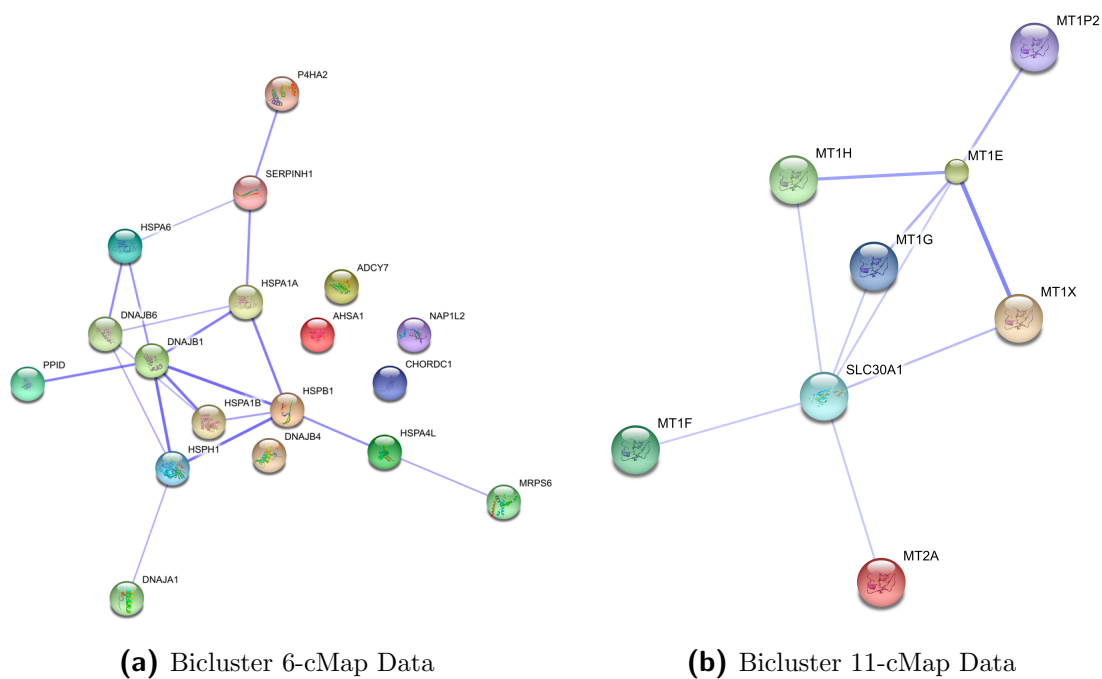 P4HA2
SERPINH1
HSPA6
HSPA1A
ADCY7
DNAJB6
AHSA1
NAP1L2
DNAJB1
PPID
CHORDC1
HSPB1
HSPA1B
DNAJB4
HSPH1
HSPA4L
MRPS6
DNAJA1
(a) Bicluster 6-cMap Data
MT1P2
MT1H
MT1E
MT1G
MT1X
SLC30A1
MT1F
MT2A
(b) Bicluster 11-cMap Data